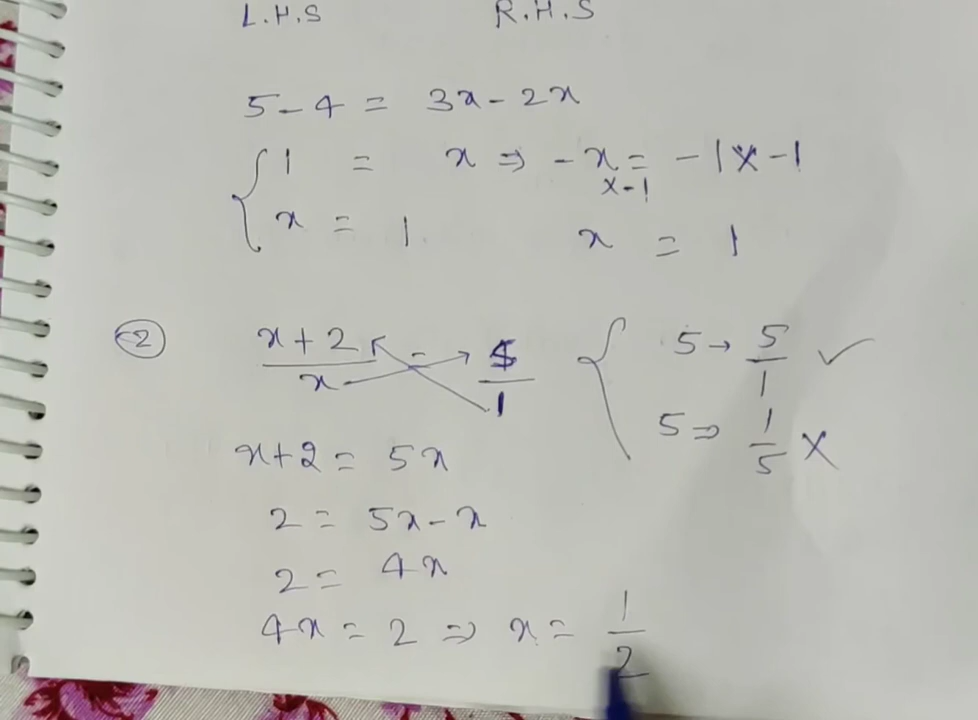 L.H.S R.H.S
5-4 = 3x-2x
1 = x ⇒ -x = -1 x -1
x-1
x = 1. x = 1
(2) x+2/x = 5/1
5 → 5/1 ✓
5 ⇒ 1/5 X
x+2 = 5x
2 = 5x-x
2 = 4x
4x = 2 ⇒ x = 1/2